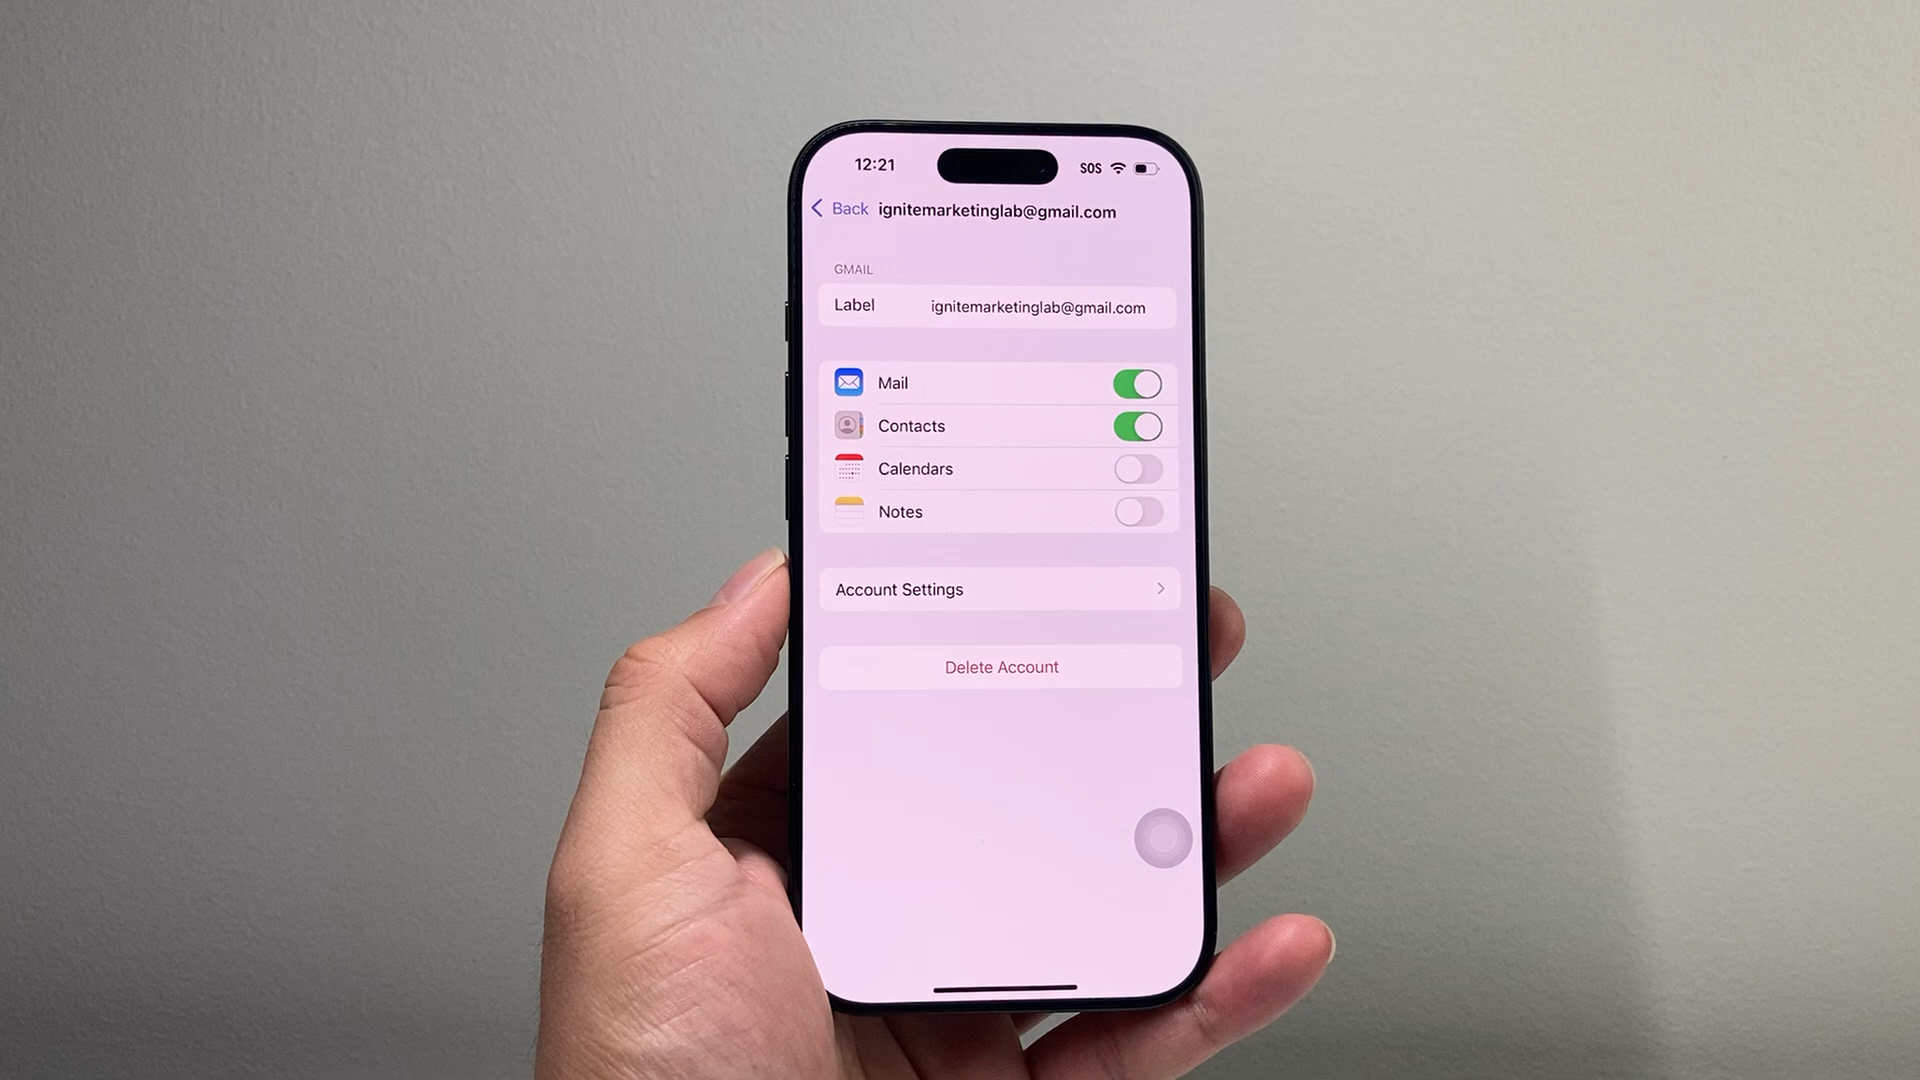 12:21 SOS
Back ignitemarketinglab@gmail.com
GMAIL
Label ignitemarketinglab@gmail.com
Mail
Contacts
Calendars
Notes
Account Settings
Delete Account